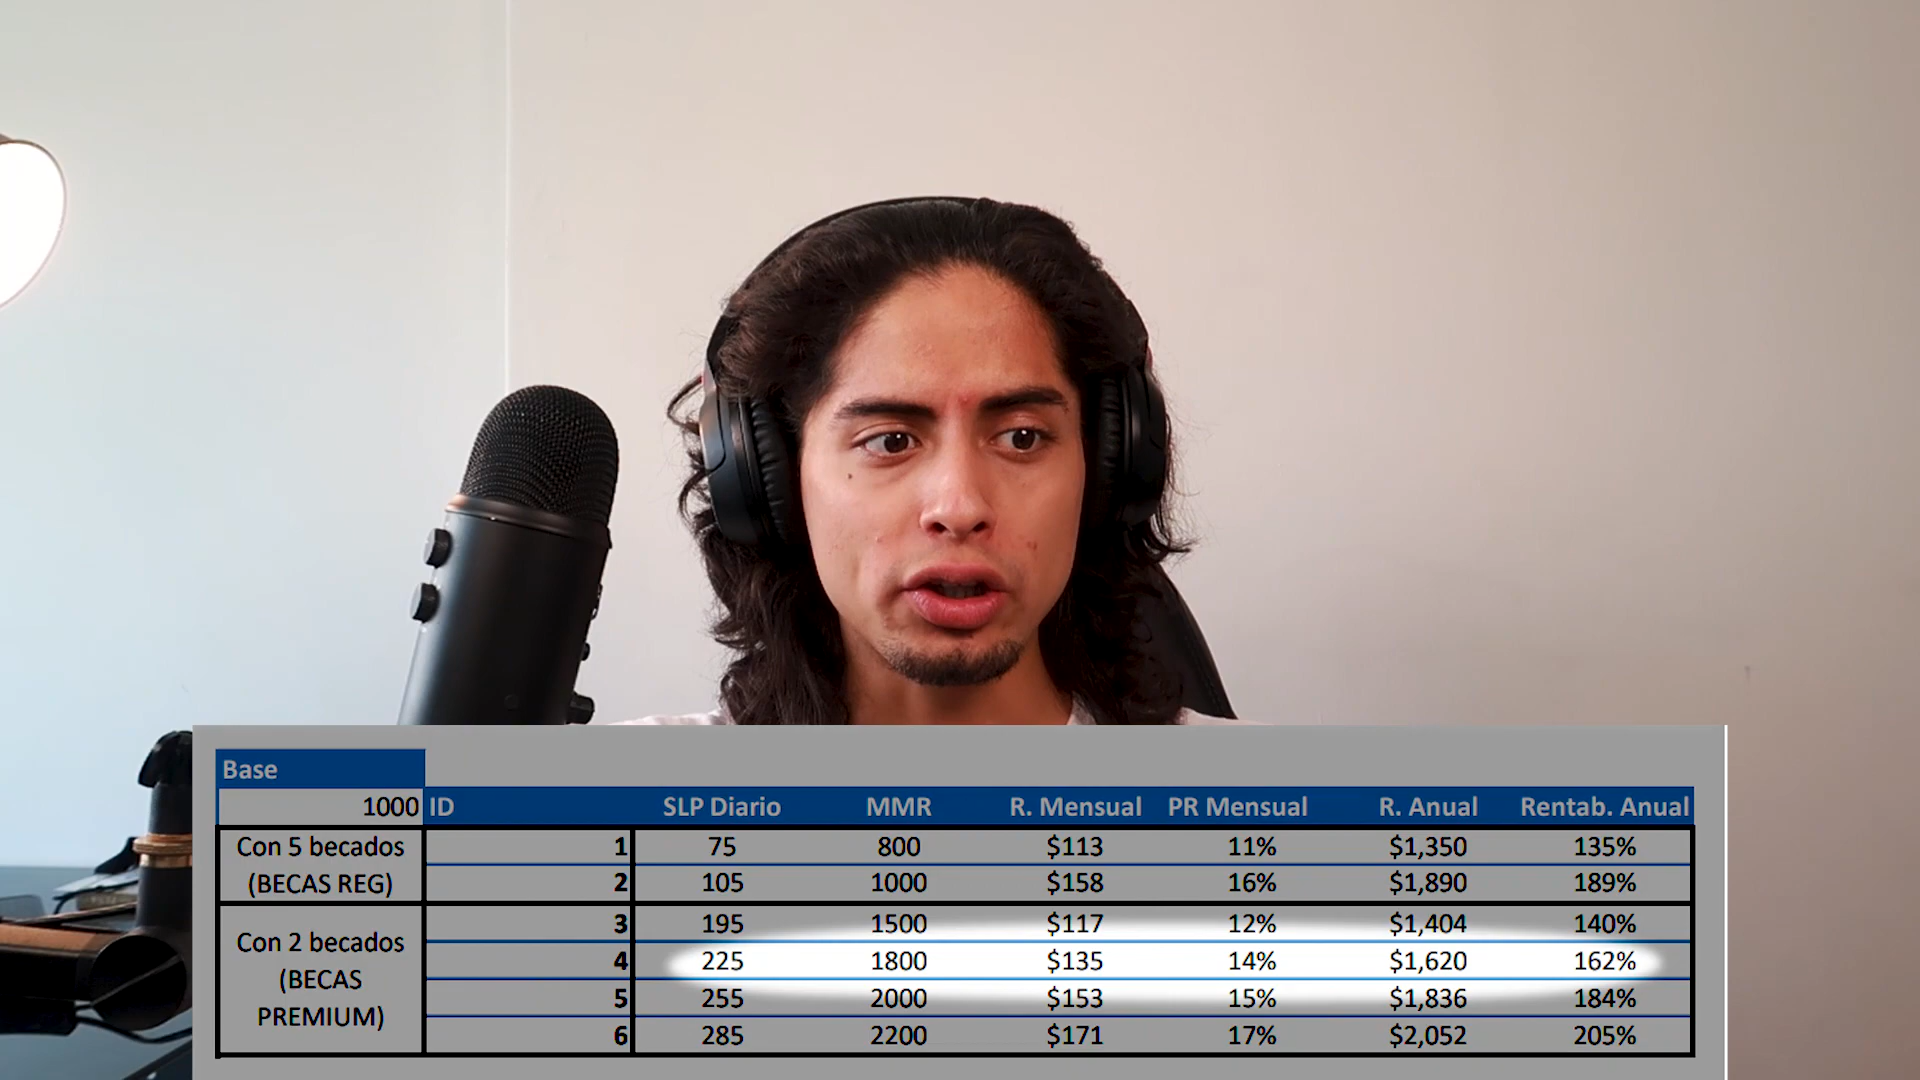 Base
1000 ID SLP Diario MMR R. Mensual PR Mensual R. Anual Rentab. Anual
Con 5 becados
(BECAS REG)
1 75 800 $113 11% $1,350 135%
2 105 1000 $158 16% $1,890 189%
Con 2 becados
(BECAS
PREMIUM)
3 195 1500 $117 12% $1,404 140%
4 225 1800 $135 14% $1,620 162%
5 255 2000 $153 15% $1,836 184%
6 285 2200 $171 17% $2,052 205%